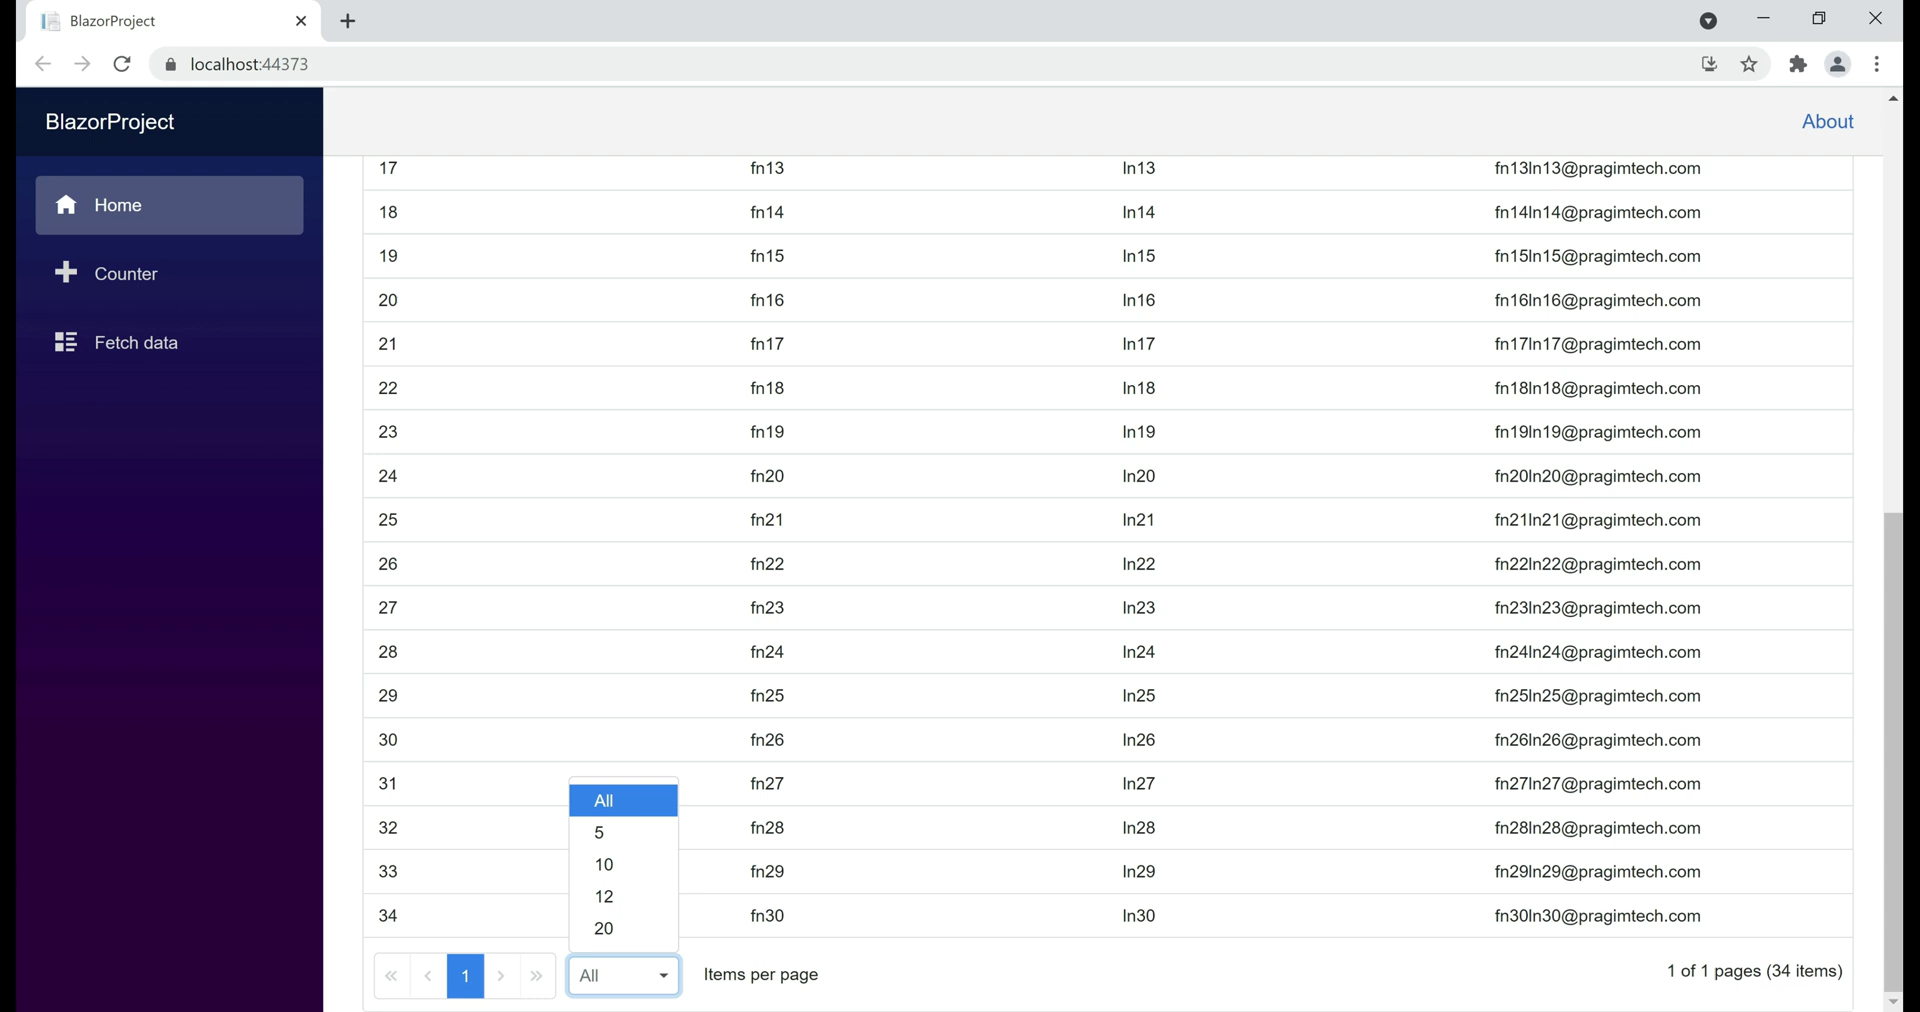 BlazorProject
localhost:44373
BlazorProject
About
Home
Counter
Fetch data
17 fn13 ln13 fn13ln13@pragimtech.com
18 fn14 ln14 fn14ln14@pragimtech.com
19 fn15 ln15 fn15ln15@pragimtech.com
20 fn16 ln16 fn16ln16@pragimtech.com
21 fn17 ln17 fn17ln17@pragimtech.com
22 fn18 ln18 fn18ln18@pragimtech.com
23 fn19 ln19 fn19ln19@pragimtech.com
24 fn20 ln20 fn20ln20@pragimtech.com
25 fn21 ln21 fn21ln21@pragimtech.com
26 fn22 ln22 fn22ln22@pragimtech.com
27 fn23 ln23 fn23ln23@pragimtech.com
28 fn24 ln24 fn24ln24@pragimtech.com
29 fn25 ln25 fn25ln25@pragimtech.com
30 fn26 ln26 fn26ln26@pragimtech.com
31 fn27 ln27 fn27ln27@pragimtech.com
32 fn28 ln28 fn28ln28@pragimtech.com
33 fn29 ln29 fn29ln29@pragimtech.com
34 fn30 ln30 fn30ln30@pragimtech.com
All
5
10
12
20
1 All Items per page 1 of 1 pages (34 items)